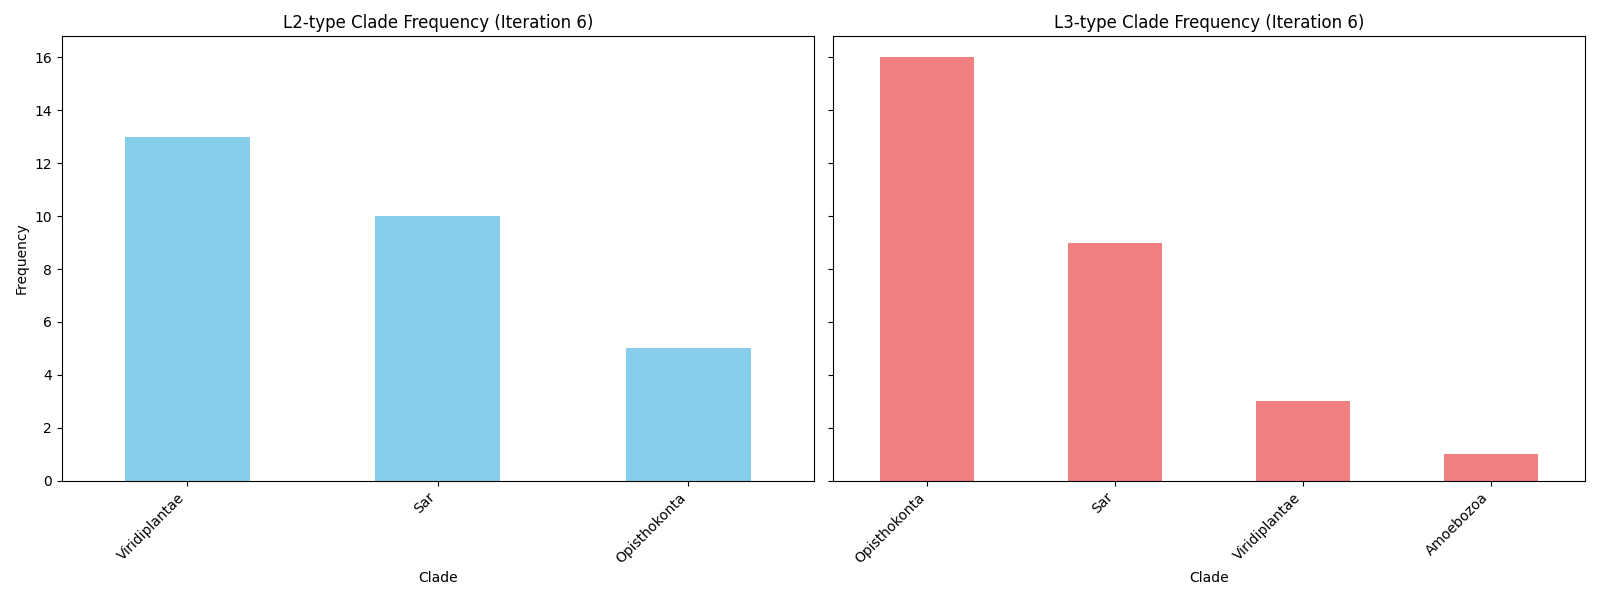 L2-type Clade Frequency (Iteration 6)
Frequency
16
14
12
10
8
6
4
2
0
Viridiplantae
Sar
Opisthokonta
Clade
L3-type Clade Frequency (Iteration 6)
Opisthokonta
Sar
Viridiplantae
Amoebozoa
Clade